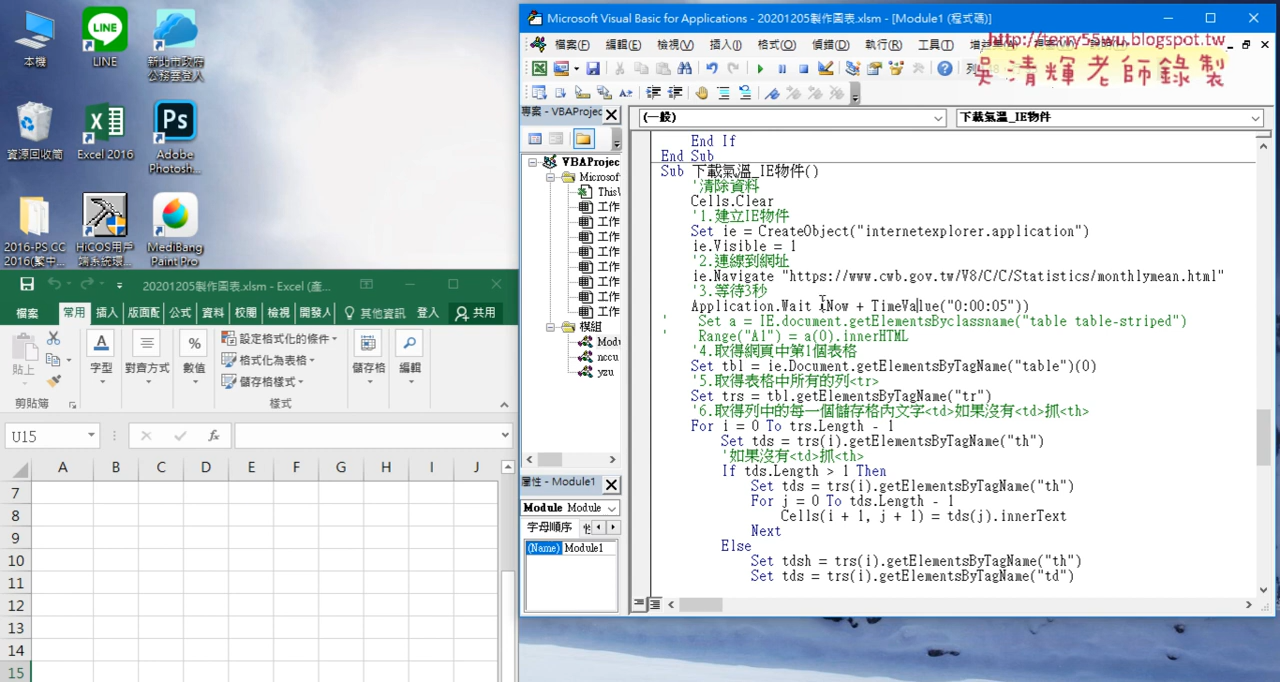 本機
LINE
新北市政府
公務雲登入
資源回收筒
Excel 2016
Adobe
Photosh...
2016-PS CC
2016(繁中...
HiCOS用戶
端系統環...
MediBang
Paint Pro
20201205製作圖表.xlsm - Excel (產...
檔案
常用
插入
版面配
公式
資料
校閱
檢視
開發人
其他資訊
登入
共用
貼上
剪貼簿
字型
對齊方式
數值
設定格式化的條件
格式化為表格
儲存格樣式
樣式
儲存格
編輯
U15
fx
A B C D E F G H I J
7
8
9
10
11
12
13
14
15
Microsoft Visual Basic for Applications - 20201205製作圖表.xlsm - [Module1 (程式碼)]
檔案(F) 編輯(E) 檢視(V) 插入(I) 格式(O) 偵錯(D) 執行(R) 工具(T)
http://terry55wu.blogspot.tw
吳清輝老師錄製
專案 - VBAProjec
VBAProjec
Microsof
ThisW
工作
工作
工作
工作
工作
工作
工作
工作
模組
Modu
nccu
yzu
屬性 - Module1
Module Module
字母順序
(Name) Module1
(一般)
下載氣溫_IE物件
End If
End Sub
Sub 下載氣溫_IE物件()
'清除資料
Cells.Clear
'1.建立IE物件
Set ie = CreateObject("internetexplorer.application")
ie.Visible = 1
'2.連線到網址
ie.Navigate "https://www.cwb.gov.tw/V8/C/C/Statistics/monthlymean.html"
'3.等待3秒
Application.Wait (Now + TimeValue("0:00:05"))
' Set a = IE.document.getElementsByclassname("table table-striped")
' Range("A1") = a(0).innerHTML
'4.取得網頁中第1個表格
Set tbl = ie.Document.getElementsByTagName("table")(0)
'5.取得表格中所有的列<tr>
Set trs = tbl.getElementsByTagName("tr")
'6.取得列中的每一個儲存格內文字<td>如果沒有<td>抓<th>
For i = 0 To trs.Length - 1
Set tds = trs(i).getElementsByTagName("th")
'如果沒有<td>抓<th>
If tds.Length > 1 Then
Set tds = trs(i).getElementsByTagName("th")
For j = 0 To tds.Length - 1
Cells(i + 1, j + 1) = tds(j).innerText
Next
Else
Set tdsh = trs(i).getElementsByTagName("th")
Set tds = trs(i).getElementsByTagName("td")